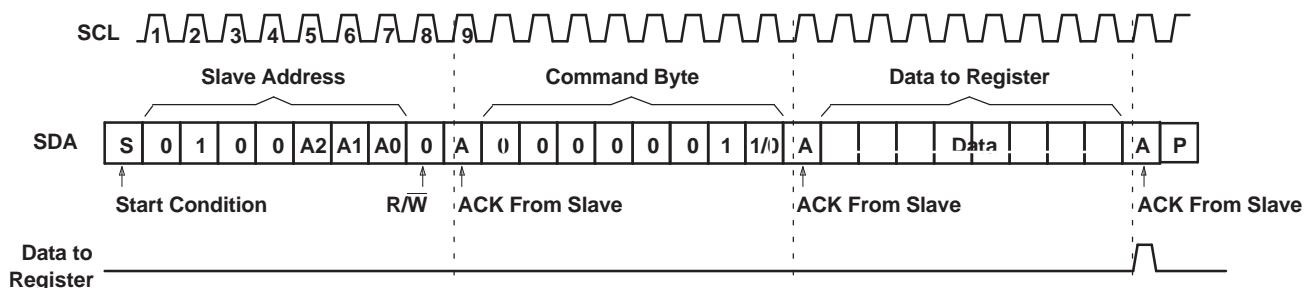 SCL 1 2 3 4 5 6 7 8 9
Slave Address Command Byte Data to Register
SDA S 0 1 0 0 A2 A1 A0 0 A 0 0 0 0 0 0 1 1/0 A Data A P
Start Condition R/W̅ ACK From Slave ACK From Slave ACK From Slave
Data to
Register